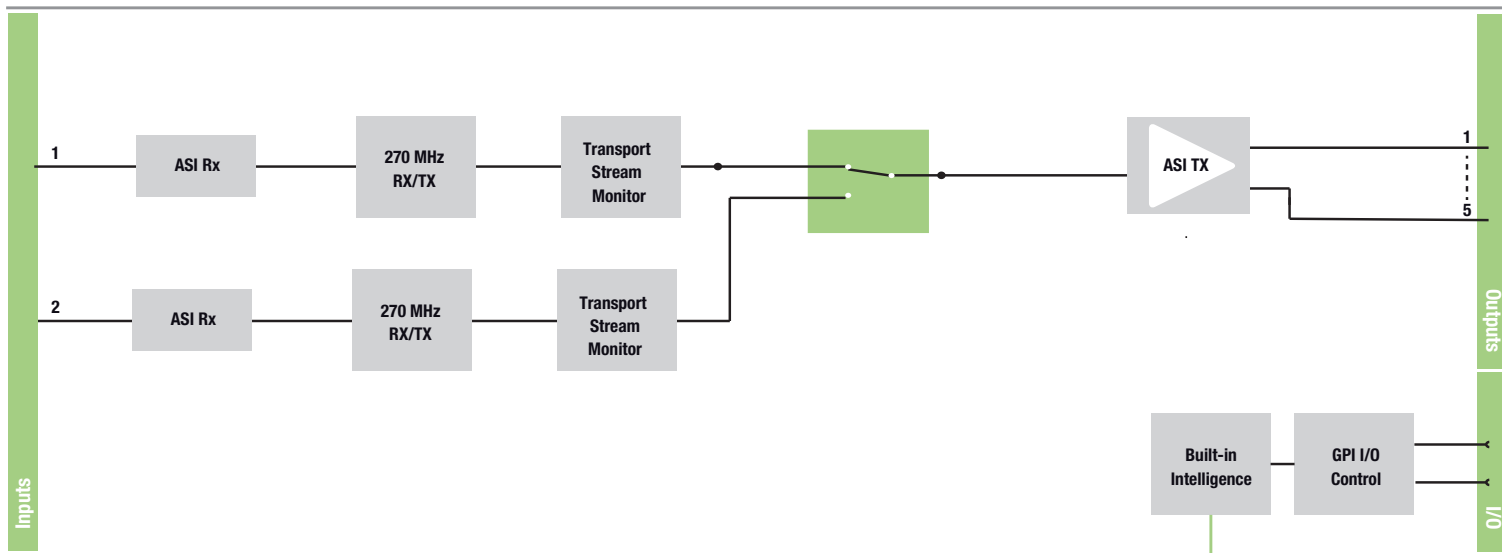 1
ASI Rx
270 MHz
RX/TX
Transport
Stream
Monitor
ASI TX
1
5
2
ASI Rx
270 MHz
RX/TX
Transport
Stream
Monitor
Built-in
Intelligence
GPI I/O
Control
Inputs
Outputs
I/O